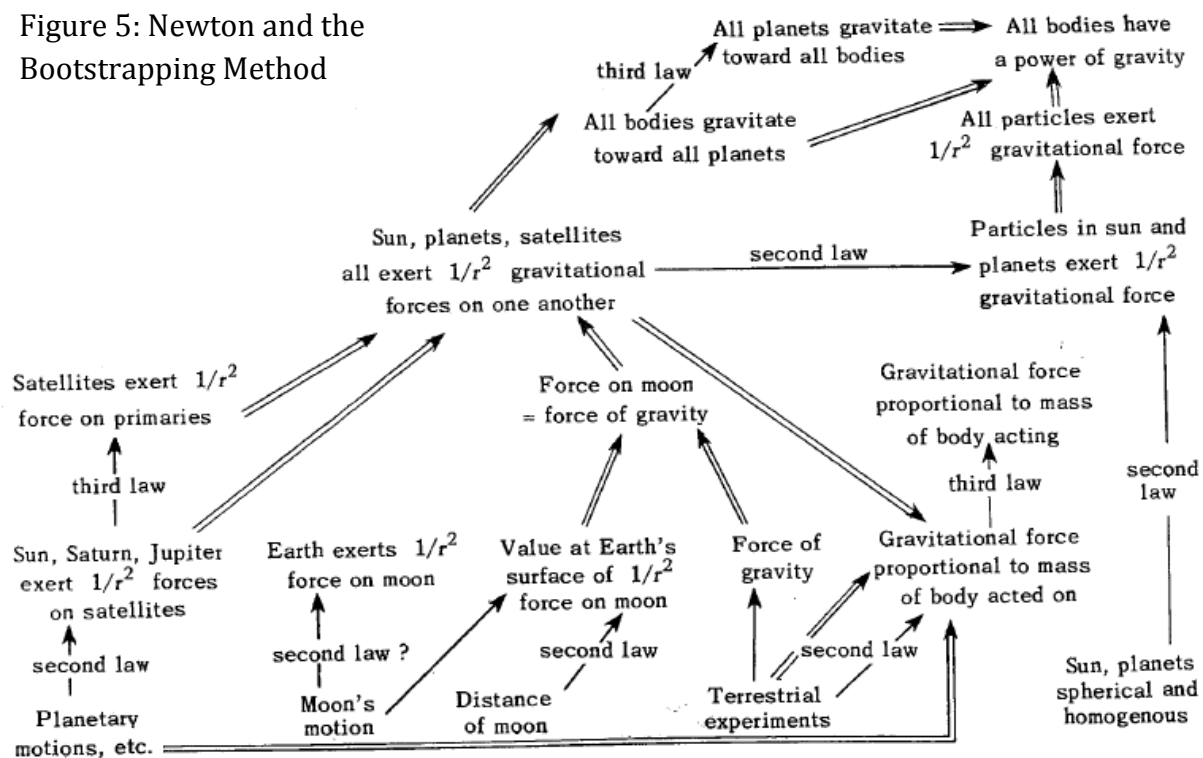 Figure 5: Newton and the
Bootstrapping Method
All planets gravitate
toward all bodies
All bodies have
a power of gravity
third law
All bodies gravitate
toward all planets
All particles exert
1/r² gravitational force
Sun, planets, satellites
all exert 1/r² gravitational
forces on one another
second law
Particles in sun and
planets exert 1/r²
gravitational force
Satellites exert 1/r²
force on primaries
Force on moon
= force of gravity
Gravitational force
proportional to mass
of body acting
third law
third law
second
law
Sun, Saturn, Jupiter
exert 1/r² forces
on satellites
Earth exerts 1/r²
force on moon
Value at Earth's
surface of 1/r²
force on moon
Force of
gravity
Gravitational force
proportional to mass
of body acted on
second law
second law ?
second law
second law
Planetary
motions, etc.
Moon's
motion
Distance
of moon
Terrestrial
experiments
Sun, planets
spherical and
homogenous